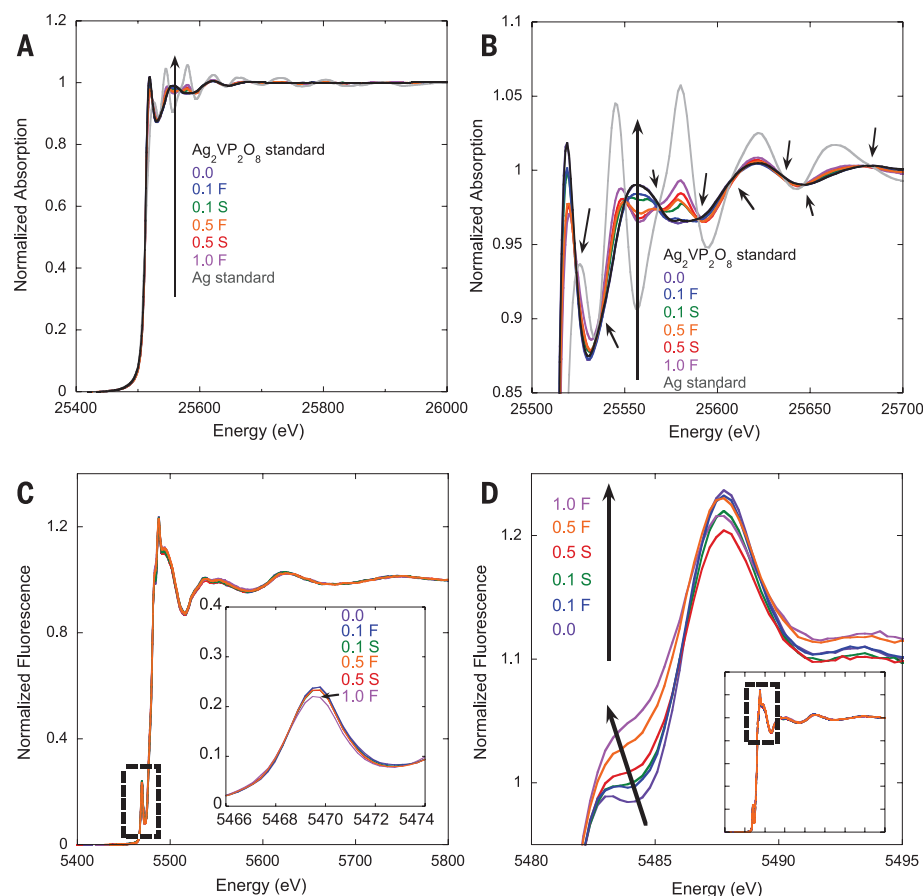 A
1.2
1
0.8
0.6
0.4
0.2
0
Normalized Absorption
Ag2VP2O8 standard
0.0
0.1 F
0.1 S
0.5 F
0.5 S
1.0 F
Ag standard
25400 25600 25800 26000
Energy (eV)
B
1.1
1.05
1
0.95
0.9
0.85
Normalized Absorption
Ag2VP2O8 standard
0.0
0.1 F
0.1 S
0.5 F
0.5 S
1.0 F
Ag standard
25500 25550 25600 25650 25700
Energy (eV)
C
1.2
0.8
0.4
0.0
Normalized Fluorescence
0.4
0.3
0.2
0.1
0
0.0
0.1 F
0.1 S
0.5 F
0.5 S
1.0 F
5466 5468 5470 5472 5474
5400 5500 5600 5700 5800
Energy (eV)
D
1.2
1.1
1
Normalized Fluorescence
1.0 F
0.5 F
0.5 S
0.1 S
0.1 F
0.0
5480 5485 5490 5495
Energy (eV)